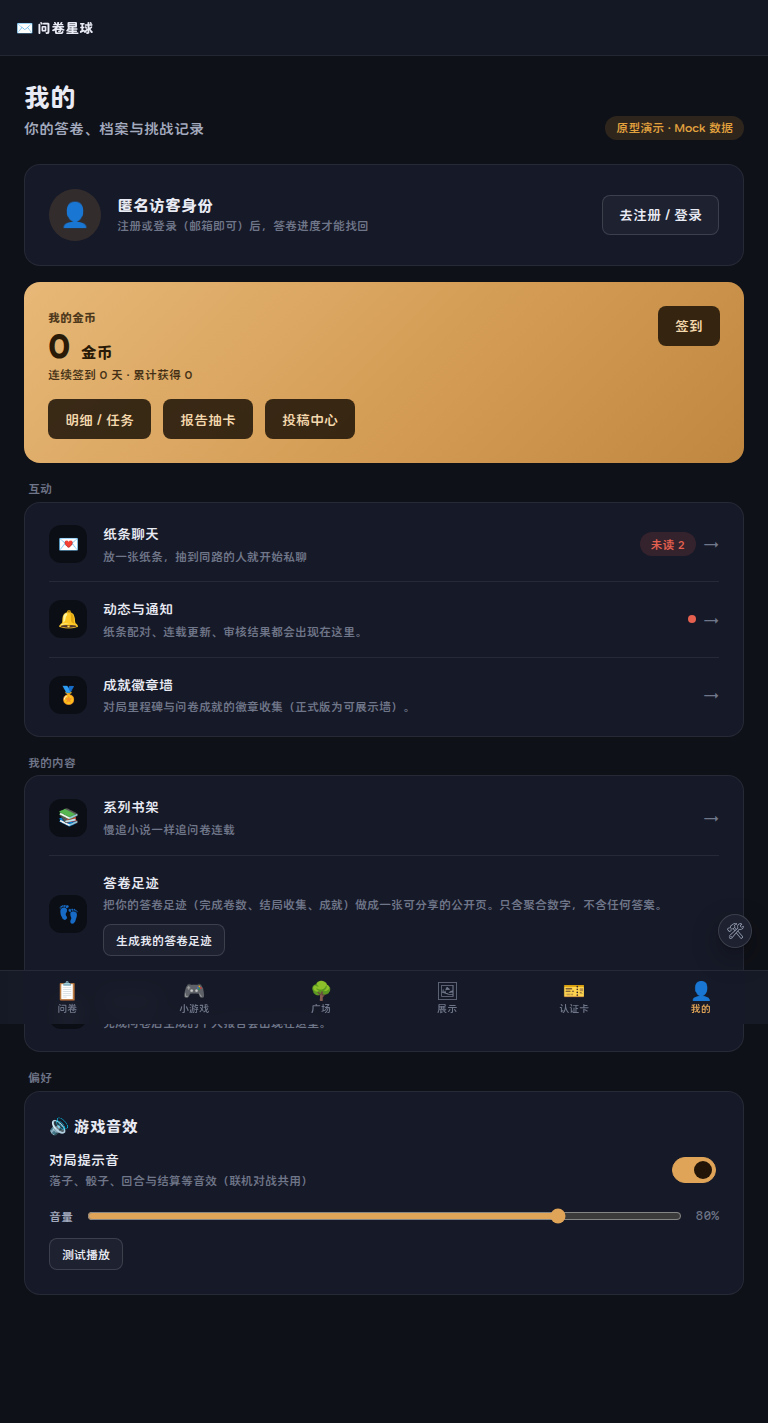 问卷星球
我的
你的答卷、档案与挑战记录
原型演示 · Mock 数据
匿名访客身份
注册或登录（邮箱即可）后，答卷进度才能找回
去注册 / 登录
我的金币
0 金币
连续签到 0 天 · 累计获得 0
签到
明细 / 任务
报告抽卡
投稿中心
互动
纸条聊天
放一张纸条，抽到同路的人就开始私聊
未读 2 →
动态与通知
纸条配对、连载更新、审核结果都会出现在这里。
→
成就徽章墙
对局里程碑与问卷成就的徽章收集（正式版为可展示墙）。
→
我的内容
系列书架
慢追小说一样追问卷连载
→
答卷足迹
把你的答卷足迹（完成卷数、结局收集、成就）做成一张可分享的公开页。只含聚合数字，不含任何答案。
生成我的答卷足迹
问卷
小游戏
广场
展示
认证卡
我的
偏好
游戏音效
对局提示音
落子、骰子、回合与结算等音效（联机对战共用）
音量
80%
测试播放